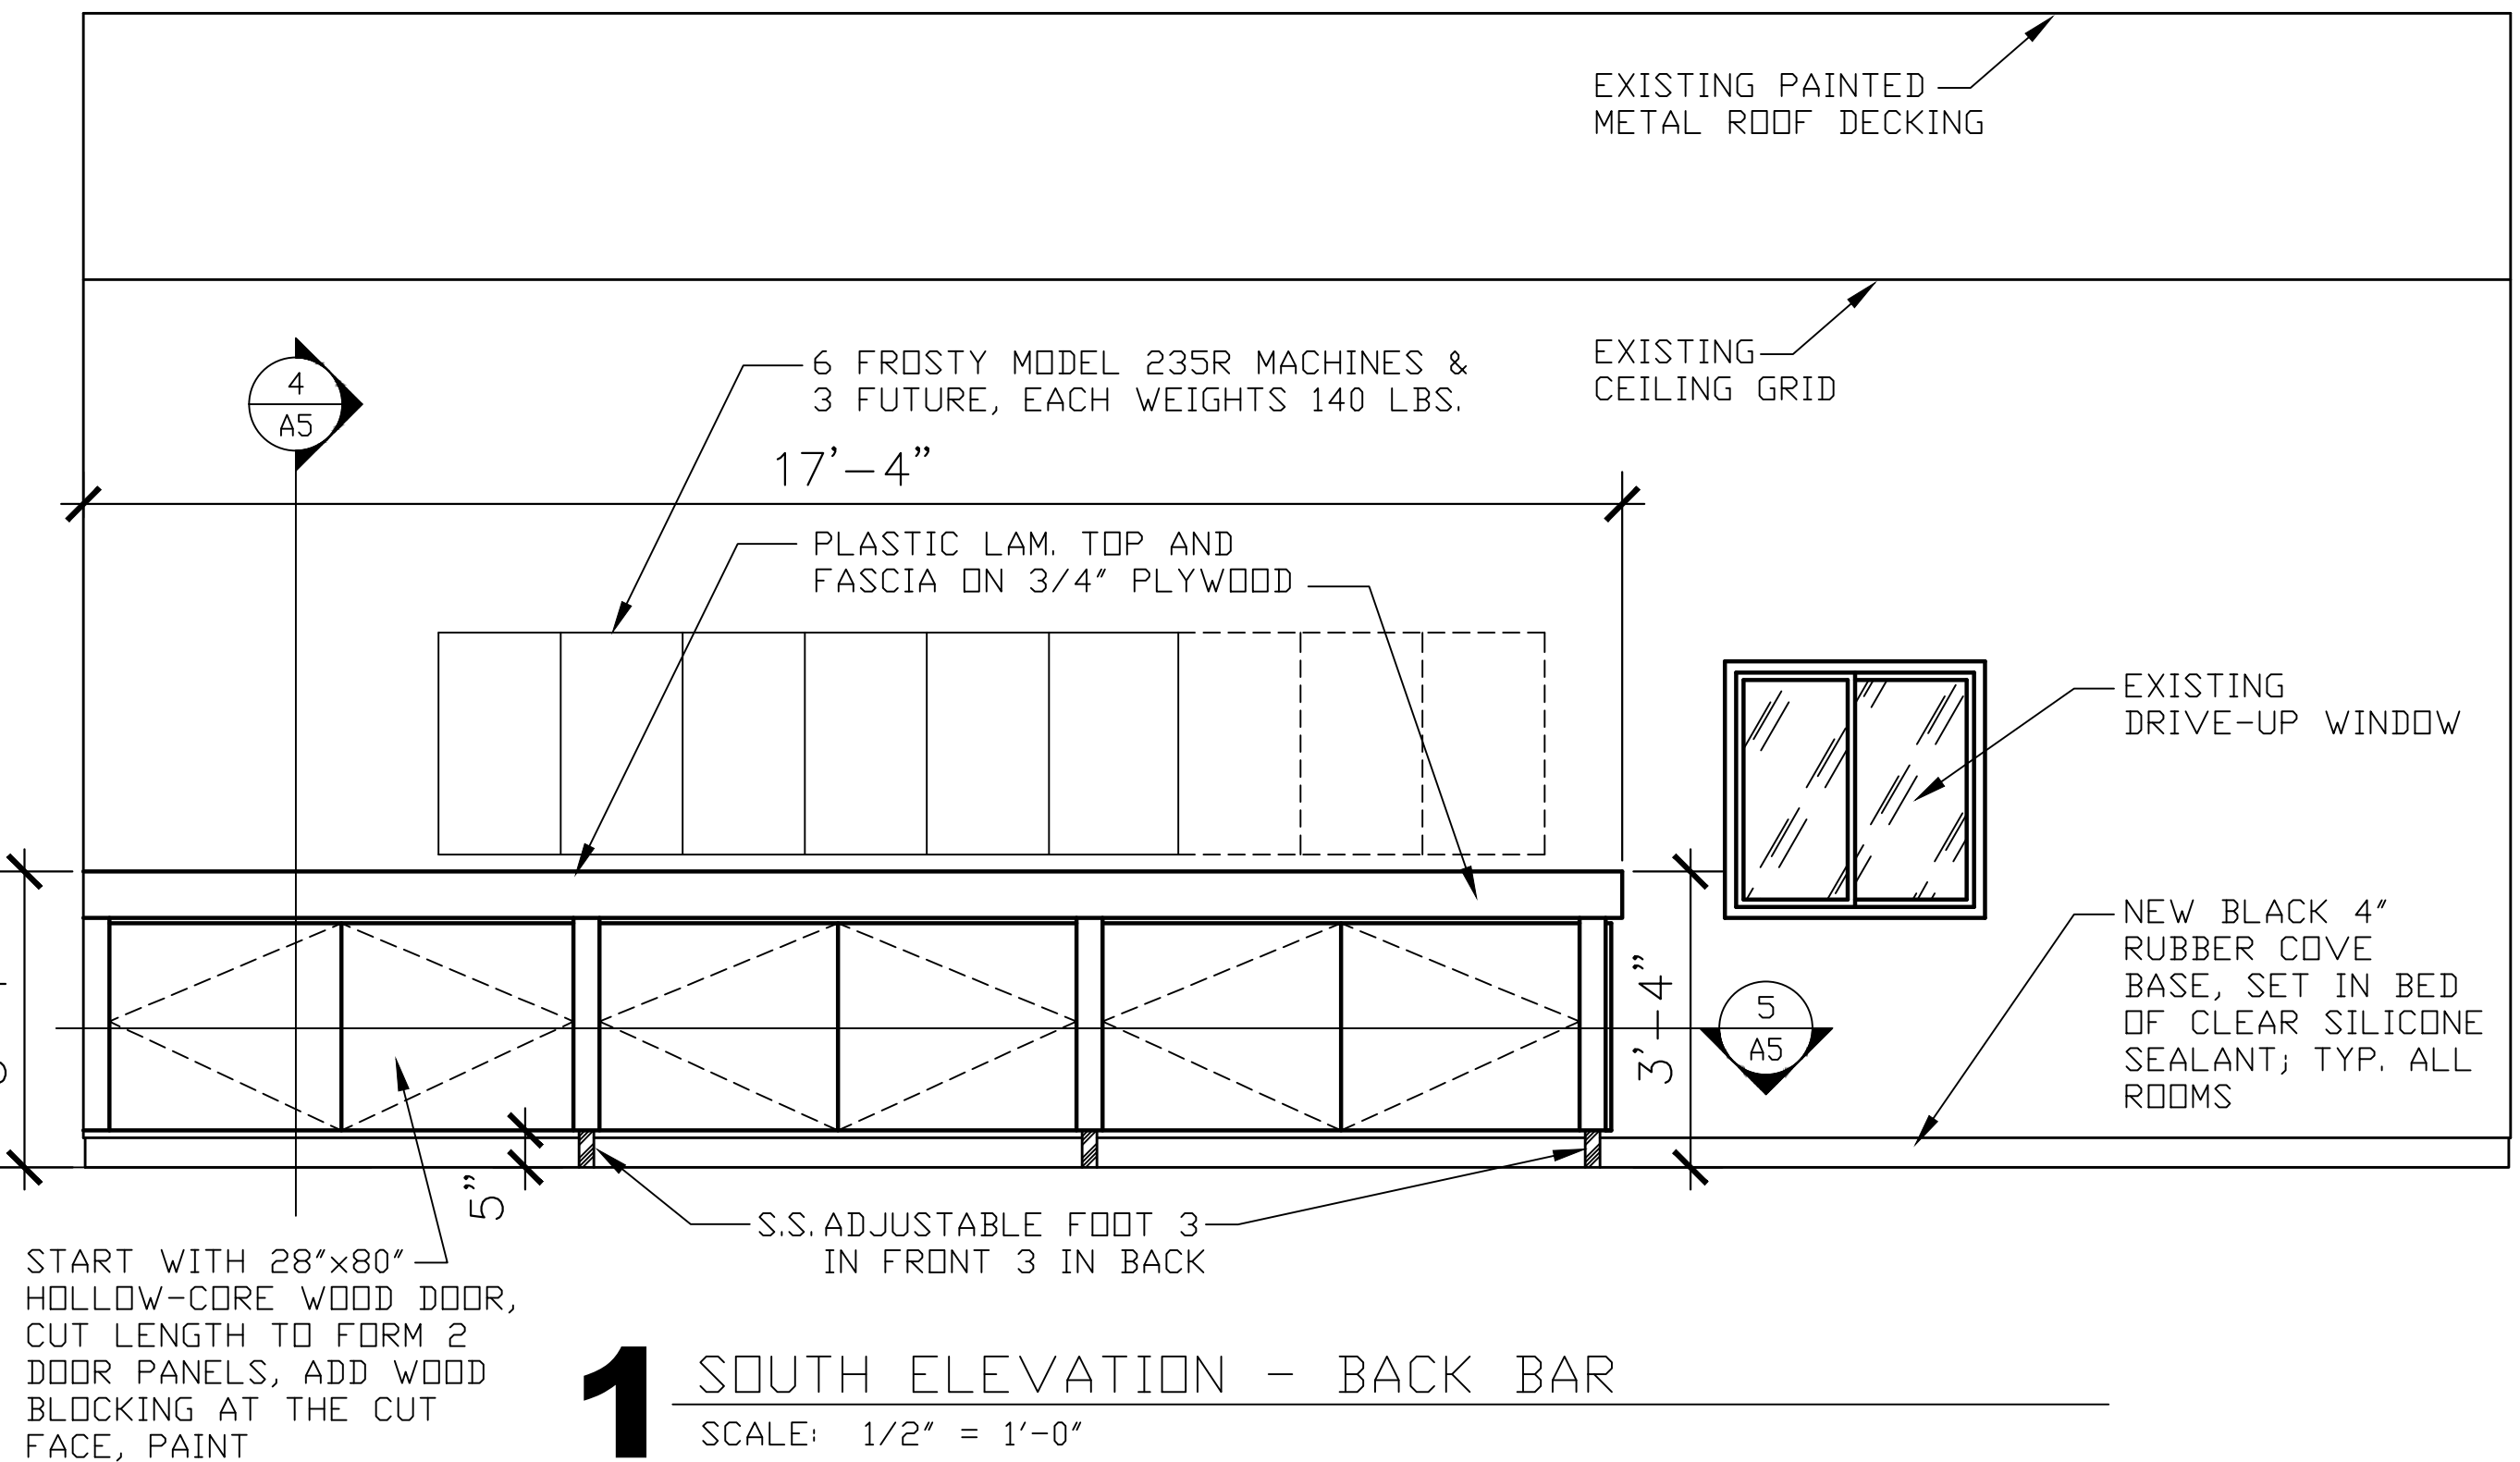 EXISTING PAINTED
METAL ROOF DECKING
6 FROSTY MODEL 235R MACHINES &
3 FUTURE, EACH WEIGHTS 140 LBS.
EXISTING
CEILING GRID
4
A5
17'-4"
PLASTIC LAM. TOP AND
FASCIA ON 3/4" PLYWOOD
EXISTING
DRIVE-UP WINDOW
NEW BLACK 4"
RUBBER COVE
BASE, SET IN BED
OF CLEAR SILICONE
SEALANT; TYP. ALL
ROOMS
3'-4"
5
A5
5"
S.S. ADJUSTABLE FOOT 3
IN FRONT 3 IN BACK
START WITH 28"x80"
HOLLOW-CORE WOOD DOOR,
CUT LENGTH TO FORM 2
DOOR PANELS, ADD WOOD
BLOCKING AT THE CUT
FACE, PAINT
1 SOUTH ELEVATION - BACK BAR
SCALE: 1/2" = 1'-0"